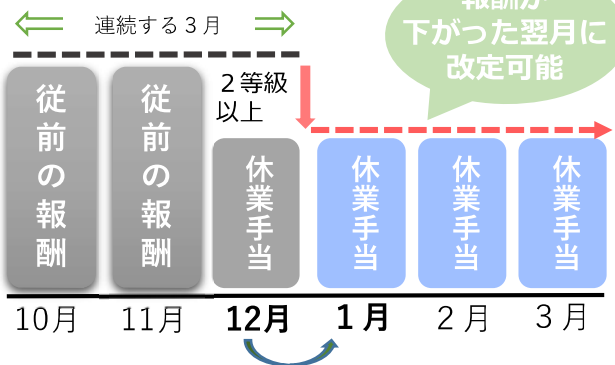 連続する３月
報酬が
下がった翌月に
改定可能
２等級
以上
従前の報酬
従前の報酬
休業手当
休業手当
休業手当
休業手当
10月
11月
12月
１月
２月
３月